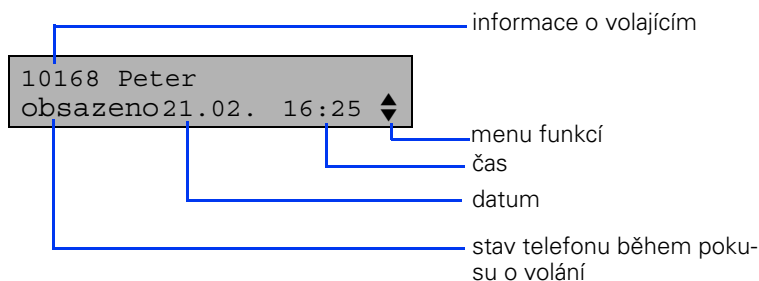 informace o volajícím
10168 Peter
obsazeno21.02. 16:25
menu funkcí
čas
datum
stav telefonu během poku-
su o volání